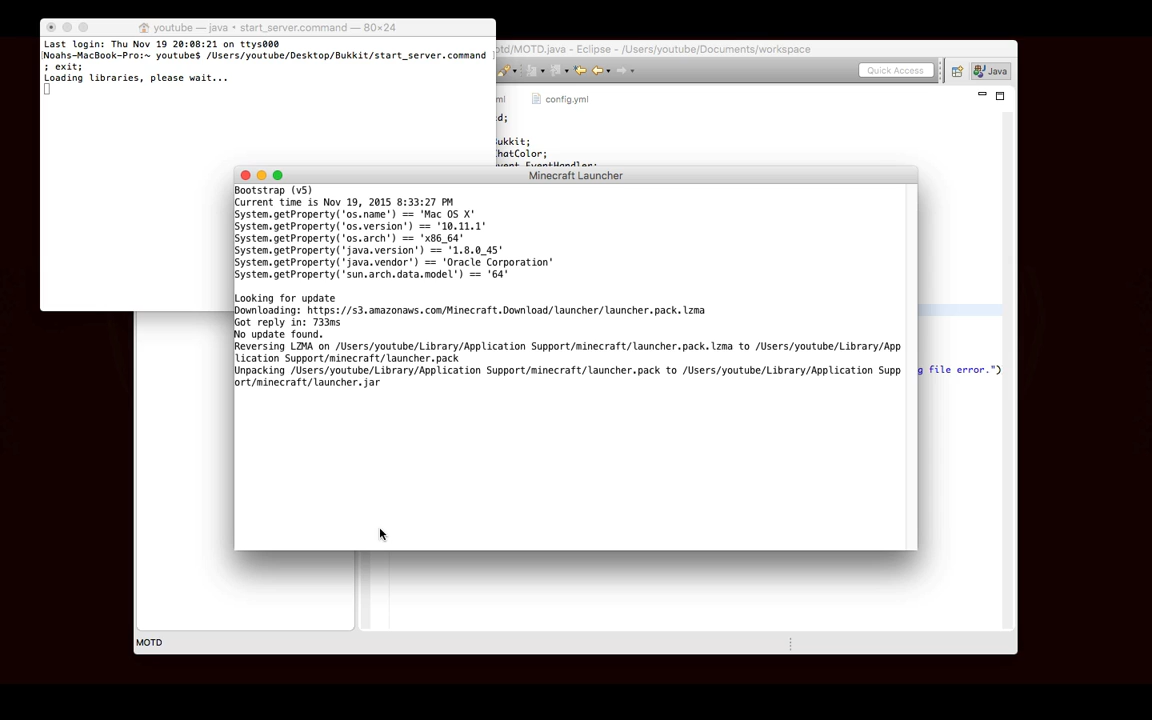 youtube — java • start_server.command — 80×24
Last login: Thu Nov 19 20:08:21 on ttys000
Noahs-MacBook-Pro:~ youtube$ /Users/youtube/Desktop/Bukkit/start_server.command
; exit;
Loading libraries, please wait...
otd/MOTD.java - Eclipse - /Users/youtube/Documents/workspace
Quick Access
Java
ml
config.yml
d;
Bukkit;
ChatColor;
Minecraft Launcher
Bootstrap (v5)
Current time is Nov 19, 2015 8:33:27 PM
System.getProperty('os.name') == 'Mac OS X'
System.getProperty('os.version') == '10.11.1'
System.getProperty('os.arch') == 'x86_64'
System.getProperty('java.version') == '1.8.0_45'
System.getProperty('java.vendor') == 'Oracle Corporation'
System.getProperty('sun.arch.data.model') == '64'
Looking for update
Downloading: https://s3.amazonaws.com/Minecraft.Download/launcher/launcher.pack.lzma
Got reply in: 733ms
No update found.
Reversing LZMA on /Users/youtube/Library/Application Support/minecraft/launcher.pack.lzma to /Users/youtube/Library/App
lication Support/minecraft/launcher.pack
Unpacking /Users/youtube/Library/Application Support/minecraft/launcher.pack to /Users/youtube/Library/Application Supp
ort/minecraft/launcher.jar
g file error.")
MOTD